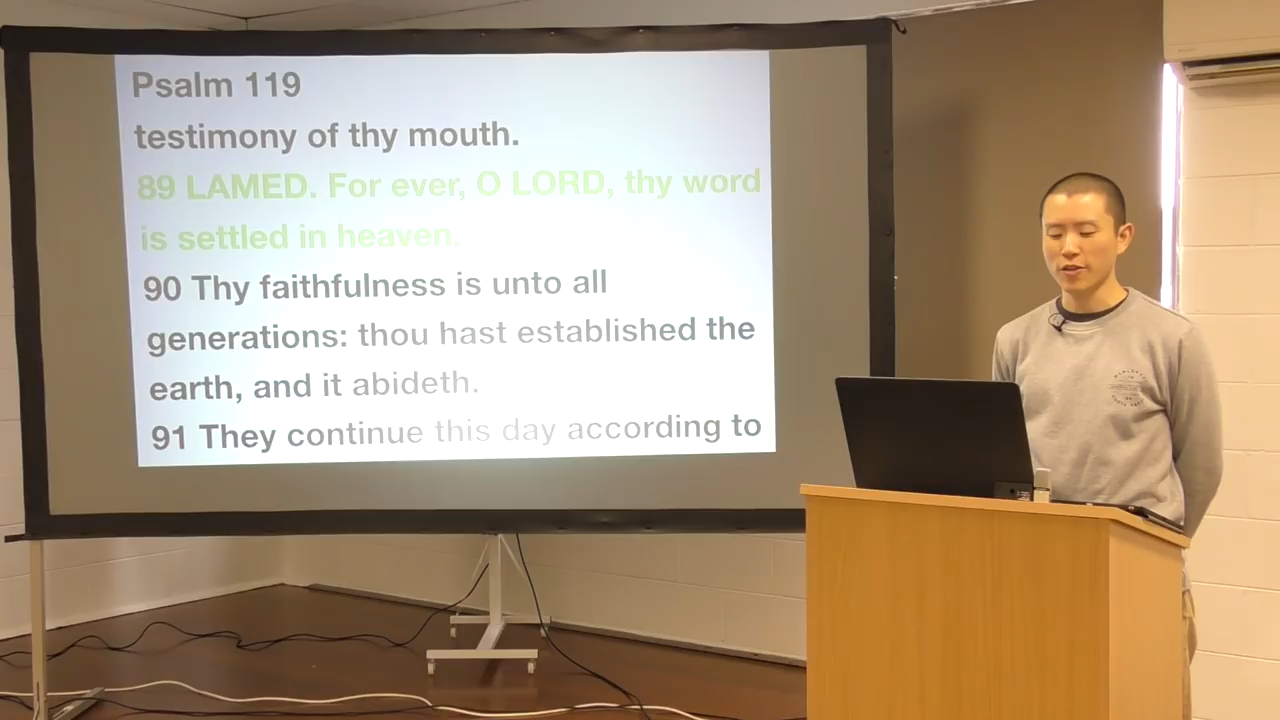 Psalm 119
testimony of thy mouth.
89 LAMED. For ever, O LORD, thy word
is settled in heaven.
90 Thy faithfulness is unto all
generations: thou hast established the
earth, and it abideth.
91 They continue this day according to